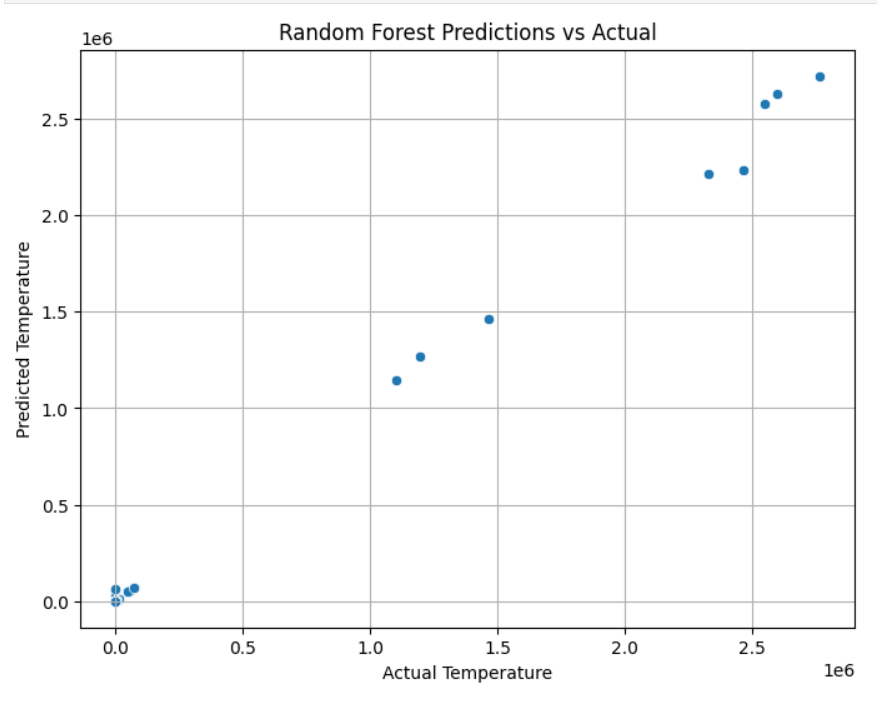 Random Forest Predictions vs Actual
1e6
2.5
2.0
1.5
1.0
0.5
0.0
Predicted Temperature
0.0 0.5 1.0 1.5 2.0 2.5
Actual Temperature
1e6